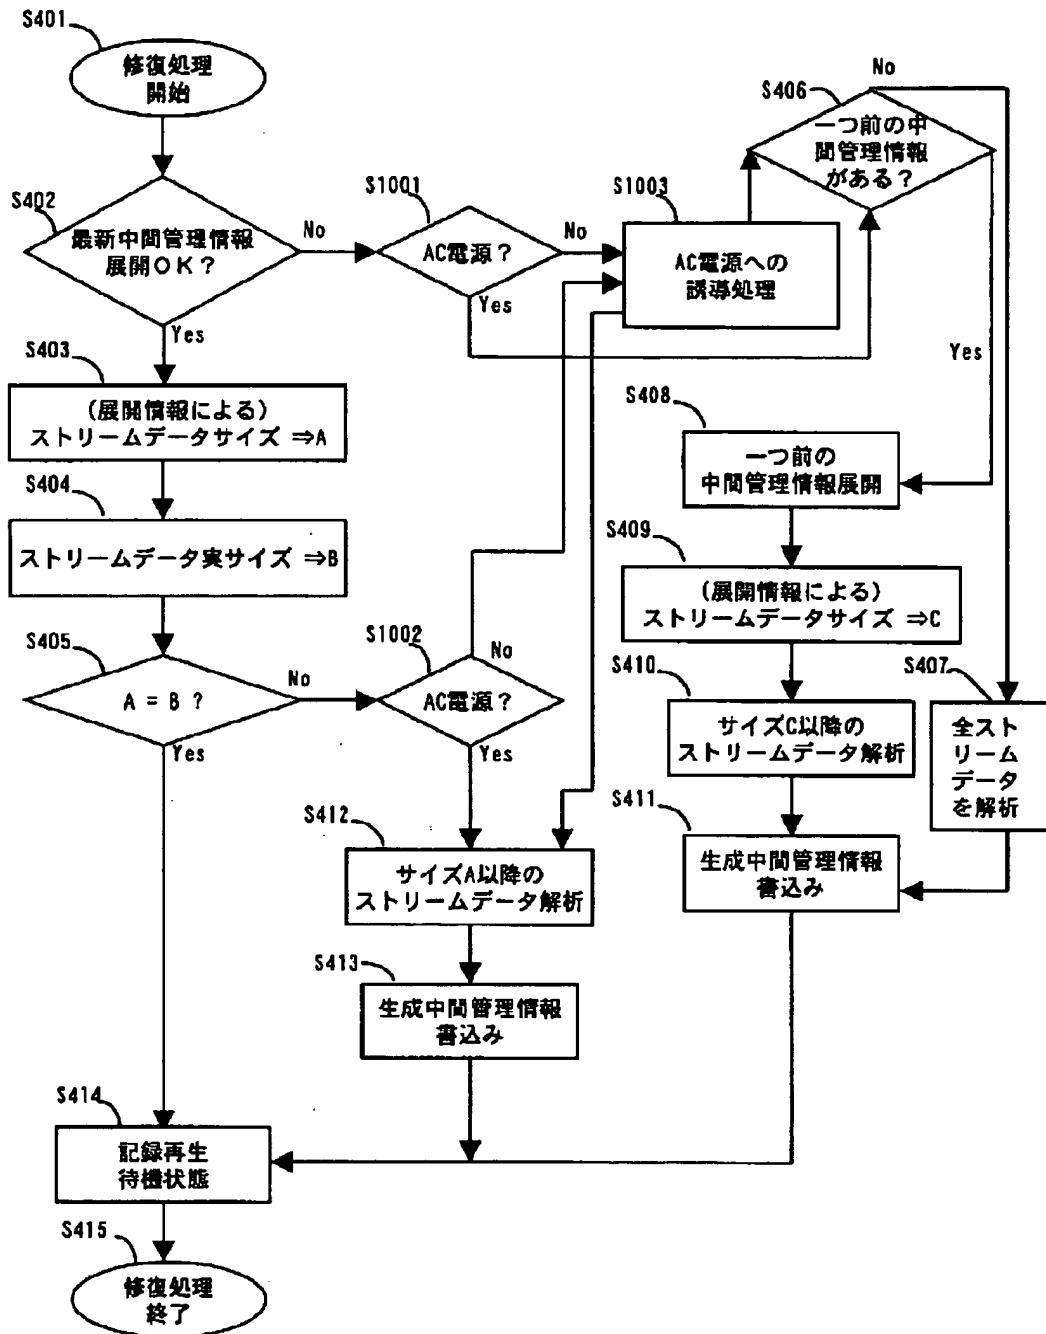 S401
修復処理
開始
S402
最新中間管理情報
展開OK？
No
Yes
S1001
AC電源？
No
Yes
S1003
AC電源への
誘導処理
S406
一つ前の中
間管理情報
がある？
No
Yes
S403
（展開情報による）
ストリームデータサイズ ⇒A
S404
ストリームデータ実サイズ ⇒B
S405
A = B ?
No
Yes
S1002
AC電源？
No
Yes
S408
一つ前の
中間管理情報展開
S409
（展開情報による）
ストリームデータサイズ ⇒C
S410
サイズC以降の
ストリームデータ解析
S407
全スト
リーム
データ
を解析
S411
生成中間管理情報
書込み
S412
サイズA以降の
ストリームデータ解析
S413
生成中間管理情報
書込み
S414
記録再生
待機状態
S415
修復処理
終了